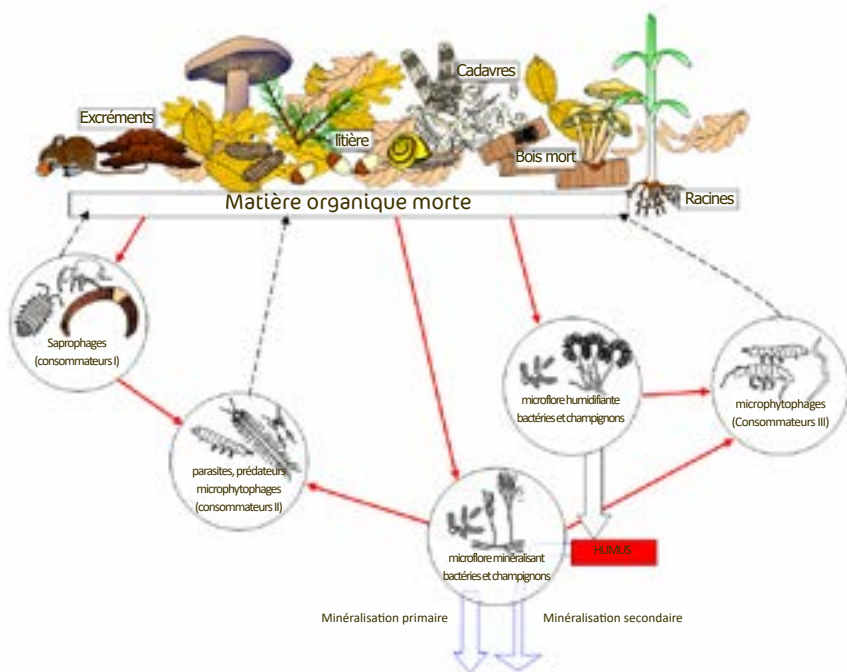 Cadavres
Excréments
litière
Bois mort
Matière organique morte
Racines
Saprophages
(consommateurs I)
microflore humidifiante
bactéries et champignons
microphytophages
(Consommateurs III)
parasites, prédateurs
microphytophages
(consommateurs II)
microflore minéralisant
bactéries et champignons
HUMUS
Minéralisation primaire
Minéralisation secondaire